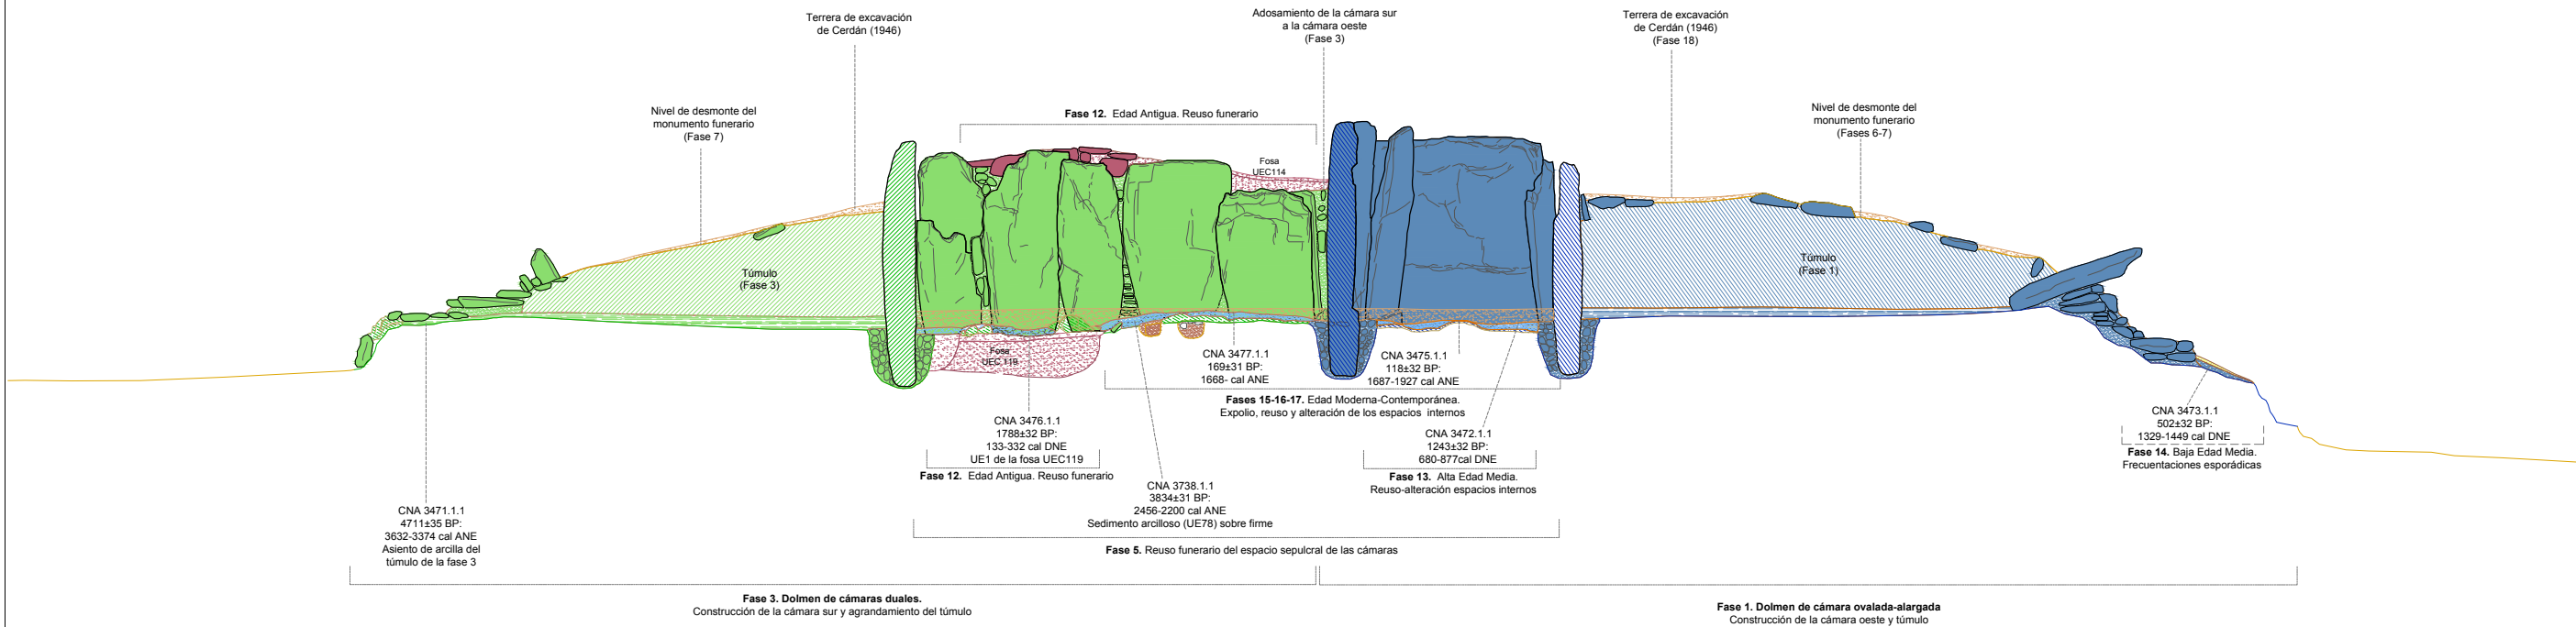 Terrera de excavación
de Cerdán (1946)
Adosamiento de la cámara sur
a la cámara oeste
(Fase 3)
Terrera de excavación
de Cerdán (1946)
(Fase 18)
Nivel de desmonte del
monumento funerario
(Fase 7)
Fase 12. Edad Antigua. Reuso funerario
Nivel de desmonte del
monumento funerario
(Fases 6-7)
Fosa
UEC114
Túmulo
(Fase 3)
Túmulo
(Fase 1)
Fosa
UEC 119
CNA 3477.1.1
169±31 BP:
1668- cal ANE
CNA 3475.1.1
118±32 BP:
1687-1927 cal ANE
Fases 15-16-17. Edad Moderna-Contemporánea.
Expolio, reuso y alteración de los espacios internos
CNA 3476.1.1
1788±32 BP:
133-332 cal DNE
UE1 de la fosa UEC119
Fase 12. Edad Antigua. Reuso funerario
CNA 3472.1.1
1243±32 BP:
680-877cal DNE
Fase 13. Alta Edad Media.
Reuso-alteración espacios internos
CNA 3473.1.1
502±32 BP:
1329-1449 cal DNE
Fase 14. Baja Edad Media.
Frecuentaciones esporádicas
CNA 3738.1.1
3834±31 BP:
2456-2200 cal ANE
Sedimento arcilloso (UE78) sobre firme
CNA 3471.1.1
4711±35 BP:
3632-3374 cal ANE
Asiento de arcilla del
túmulo de la fase 3
Fase 5. Reuso funerario del espacio sepulcral de las cámaras
Fase 3. Dolmen de cámaras duales.
Construcción de la cámara sur y agrandamiento del túmulo
Fase 1. Dolmen de cámara ovalada-alargada
Construcción de la cámara oeste y túmulo